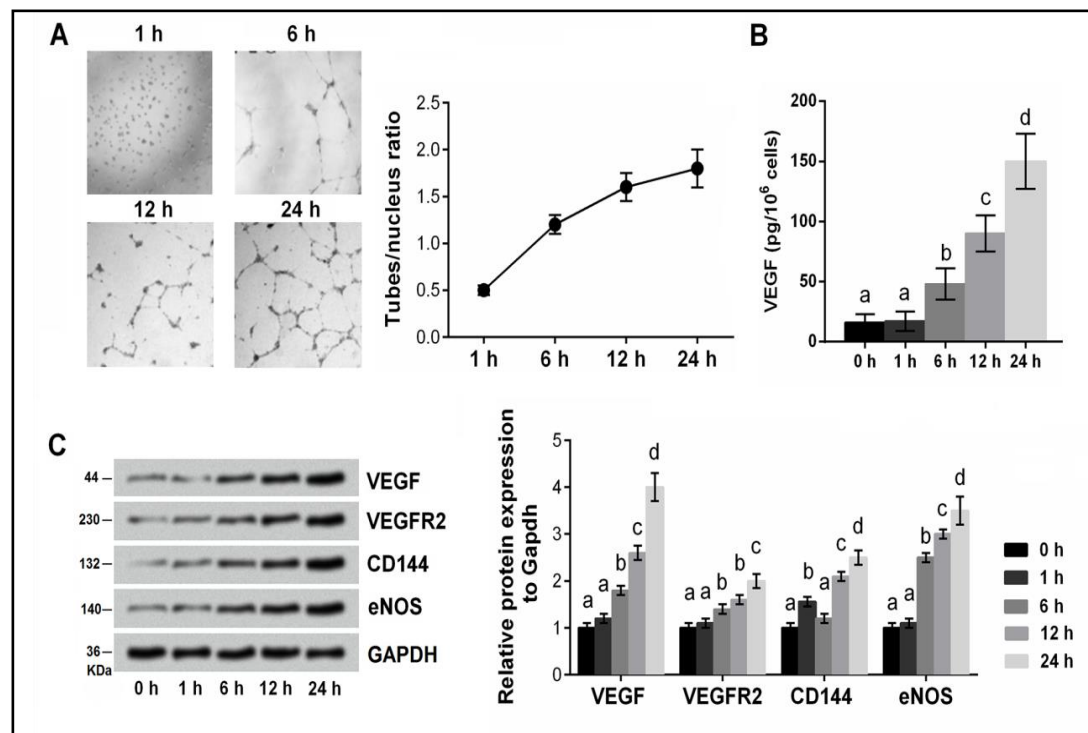 A
1 h
6 h
12 h
24 h
Tubes/nucleus ratio
2.5
2.0
1.5
1.0
0.5
0.0
1 h 6 h 12 h 24 h
B
VEGF (pg/10⁶ cells)
200
150
100
50
0
a a b c d
0 h 1 h 6 h 12 h 24 h
C
44 VEGF
230 VEGFR2
132 CD144
140 eNOS
36 GAPDH
KDa
0 h 1 h 6 h 12 h 24 h
Relative protein expression
to Gapdh
5
4
3
2
1
0
a a b c d
a a b b c
a b a c d
a a b c d
VEGF VEGFR2 CD144 eNOS
0 h
1 h
6 h
12 h
24 h